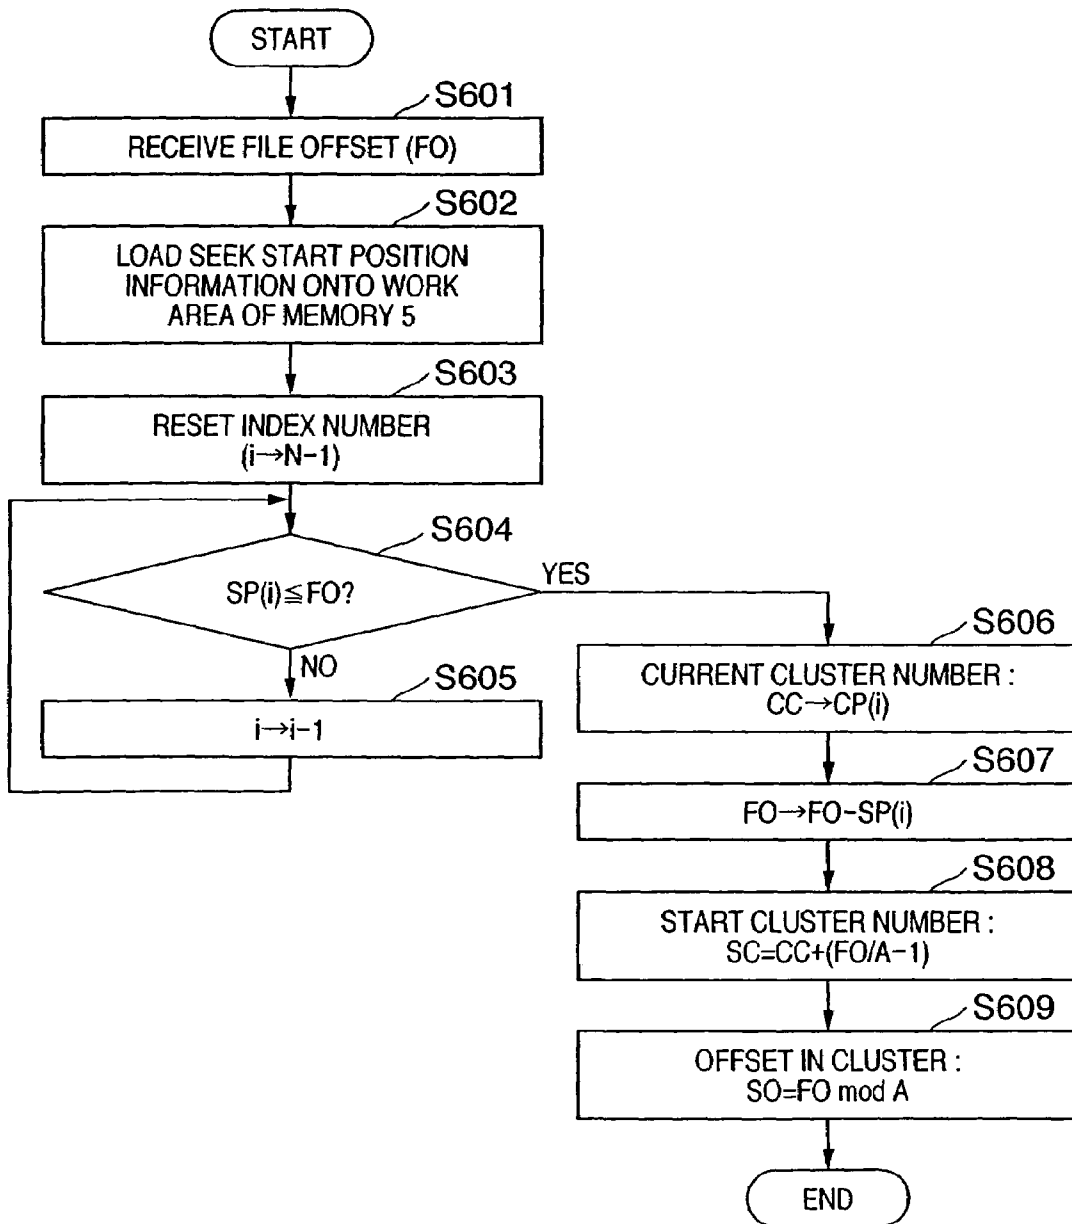 START
S601
RECEIVE FILE OFFSET (FO)
S602
LOAD SEEK START POSITION
INFORMATION ONTO WORK
AREA OF MEMORY 5
S603
RESET INDEX NUMBER
(i→N−1)
S604
SP(i)≦FO?
YES
NO
S605
i→i−1
S606
CURRENT CLUSTER NUMBER :
CC→CP(i)
S607
FO→FO−SP(i)
S608
START CLUSTER NUMBER :
SC=CC+(FO/A−1)
S609
OFFSET IN CLUSTER :
SO=FO mod A
END